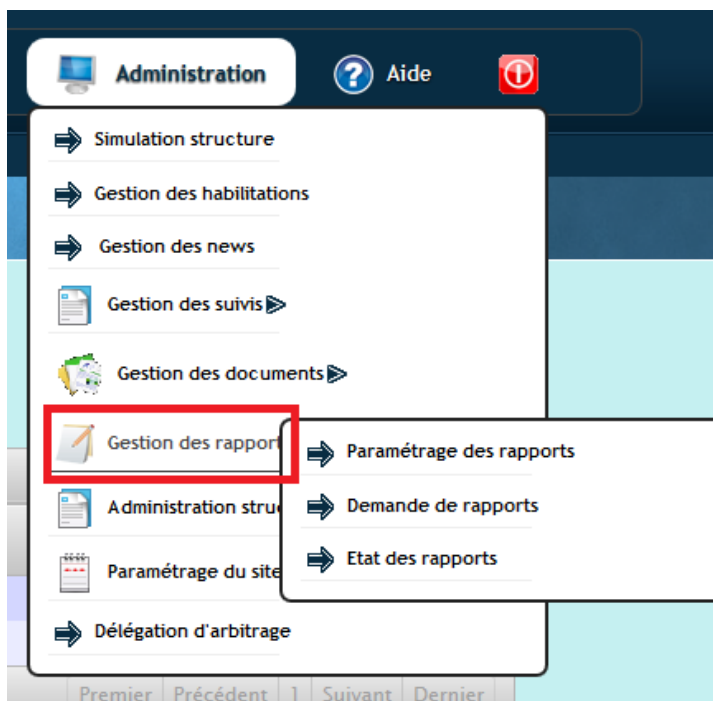 Administration
Aide
Simulation structure
Gestion des habilitations
Gestion des news
Gestion des suivis
Gestion des documents
Gestion des rapport
Paramétrage des rapports
Administration stru
Demande de rapports
Etat des rapports
Paramétrage du site
Délégation d'arbitrage
Premier Précédent 1 Suivant Dernier